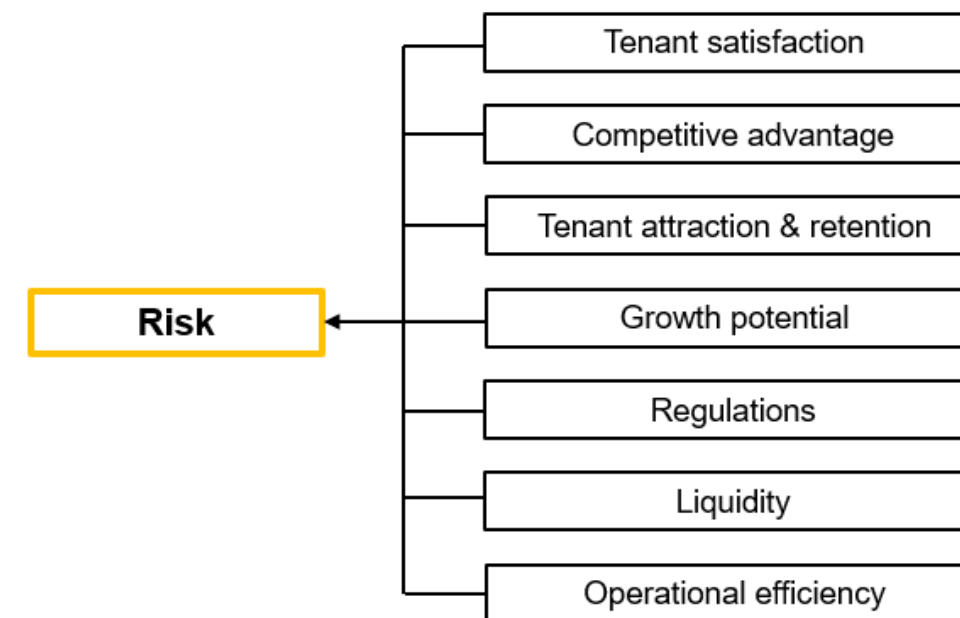 Tenant satisfaction
Competitive advantage
Tenant attraction & retention
Risk
Growth potential
Regulations
Liquidity
Operational efficiency